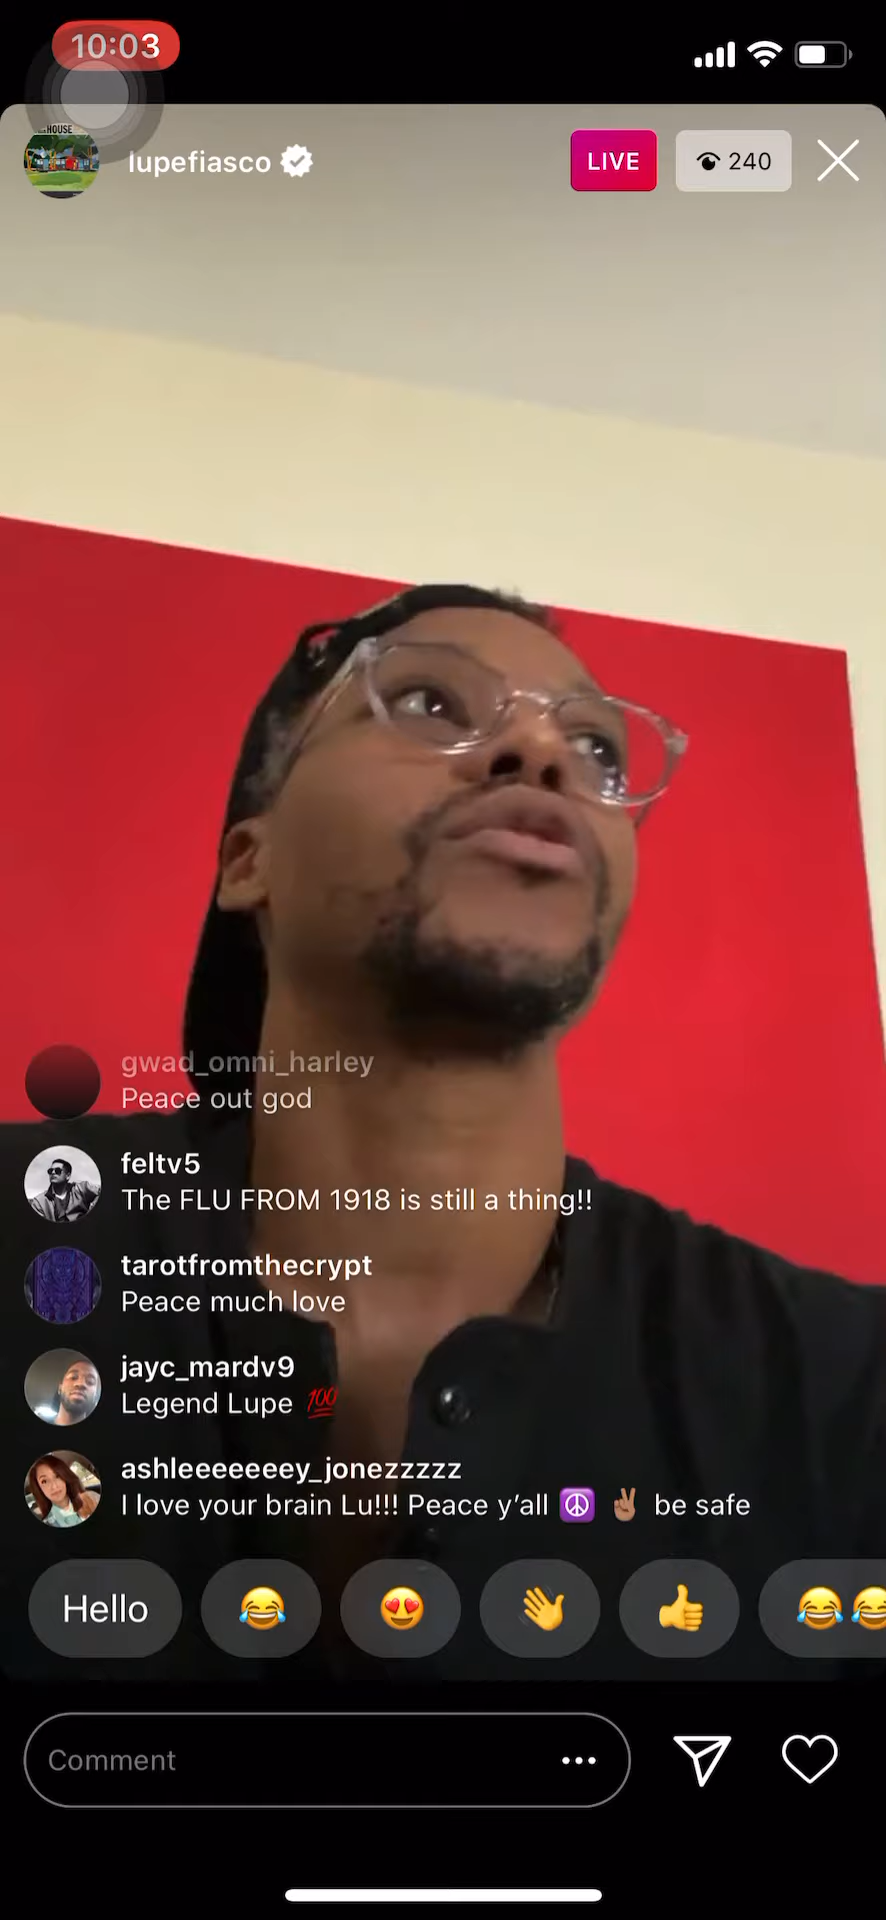 10:03
HOUSE
lupefiasco
LIVE
240
gwad_omni_harley
Peace out god
feltv5
The FLU FROM 1918 is still a thing!!
tarotfromthecrypt
Peace much love
jayc_mardv9
Legend Lupe 💯
ashleeeeeeey_jonezzzzz
I love your brain Lu!!! Peace y’all ☮️ ✌🏽 be safe
Hello 😂 😍 👋 👍 😂😂
Comment